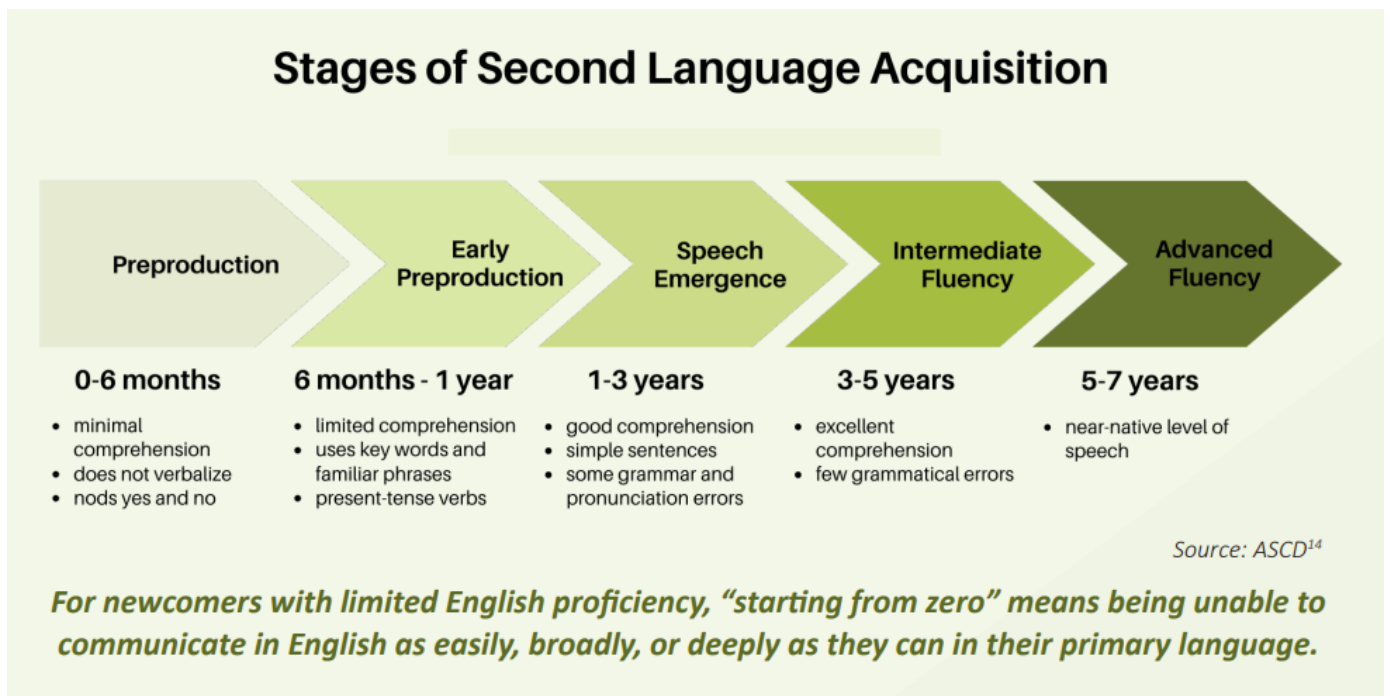 Stages of Second Language Acquisition
Preproduction
Early
Preproduction
Speech
Emergence
Intermediate
Fluency
Advanced
Fluency
0-6 months
• minimal
comprehension
• does not verbalize
• nods yes and no
6 months - 1 year
• limited comprehension
• uses key words and
familiar phrases
• present-tense verbs
1-3 years
• good comprehension
• simple sentences
• some grammar and
pronunciation errors
3-5 years
• excellent
comprehension
• few grammatical errors
5-7 years
• near-native level of
speech
Source: ASCD¹⁴
For newcomers with limited English proficiency, “starting from zero” means being unable to
communicate in English as easily, broadly, or deeply as they can in their primary language.